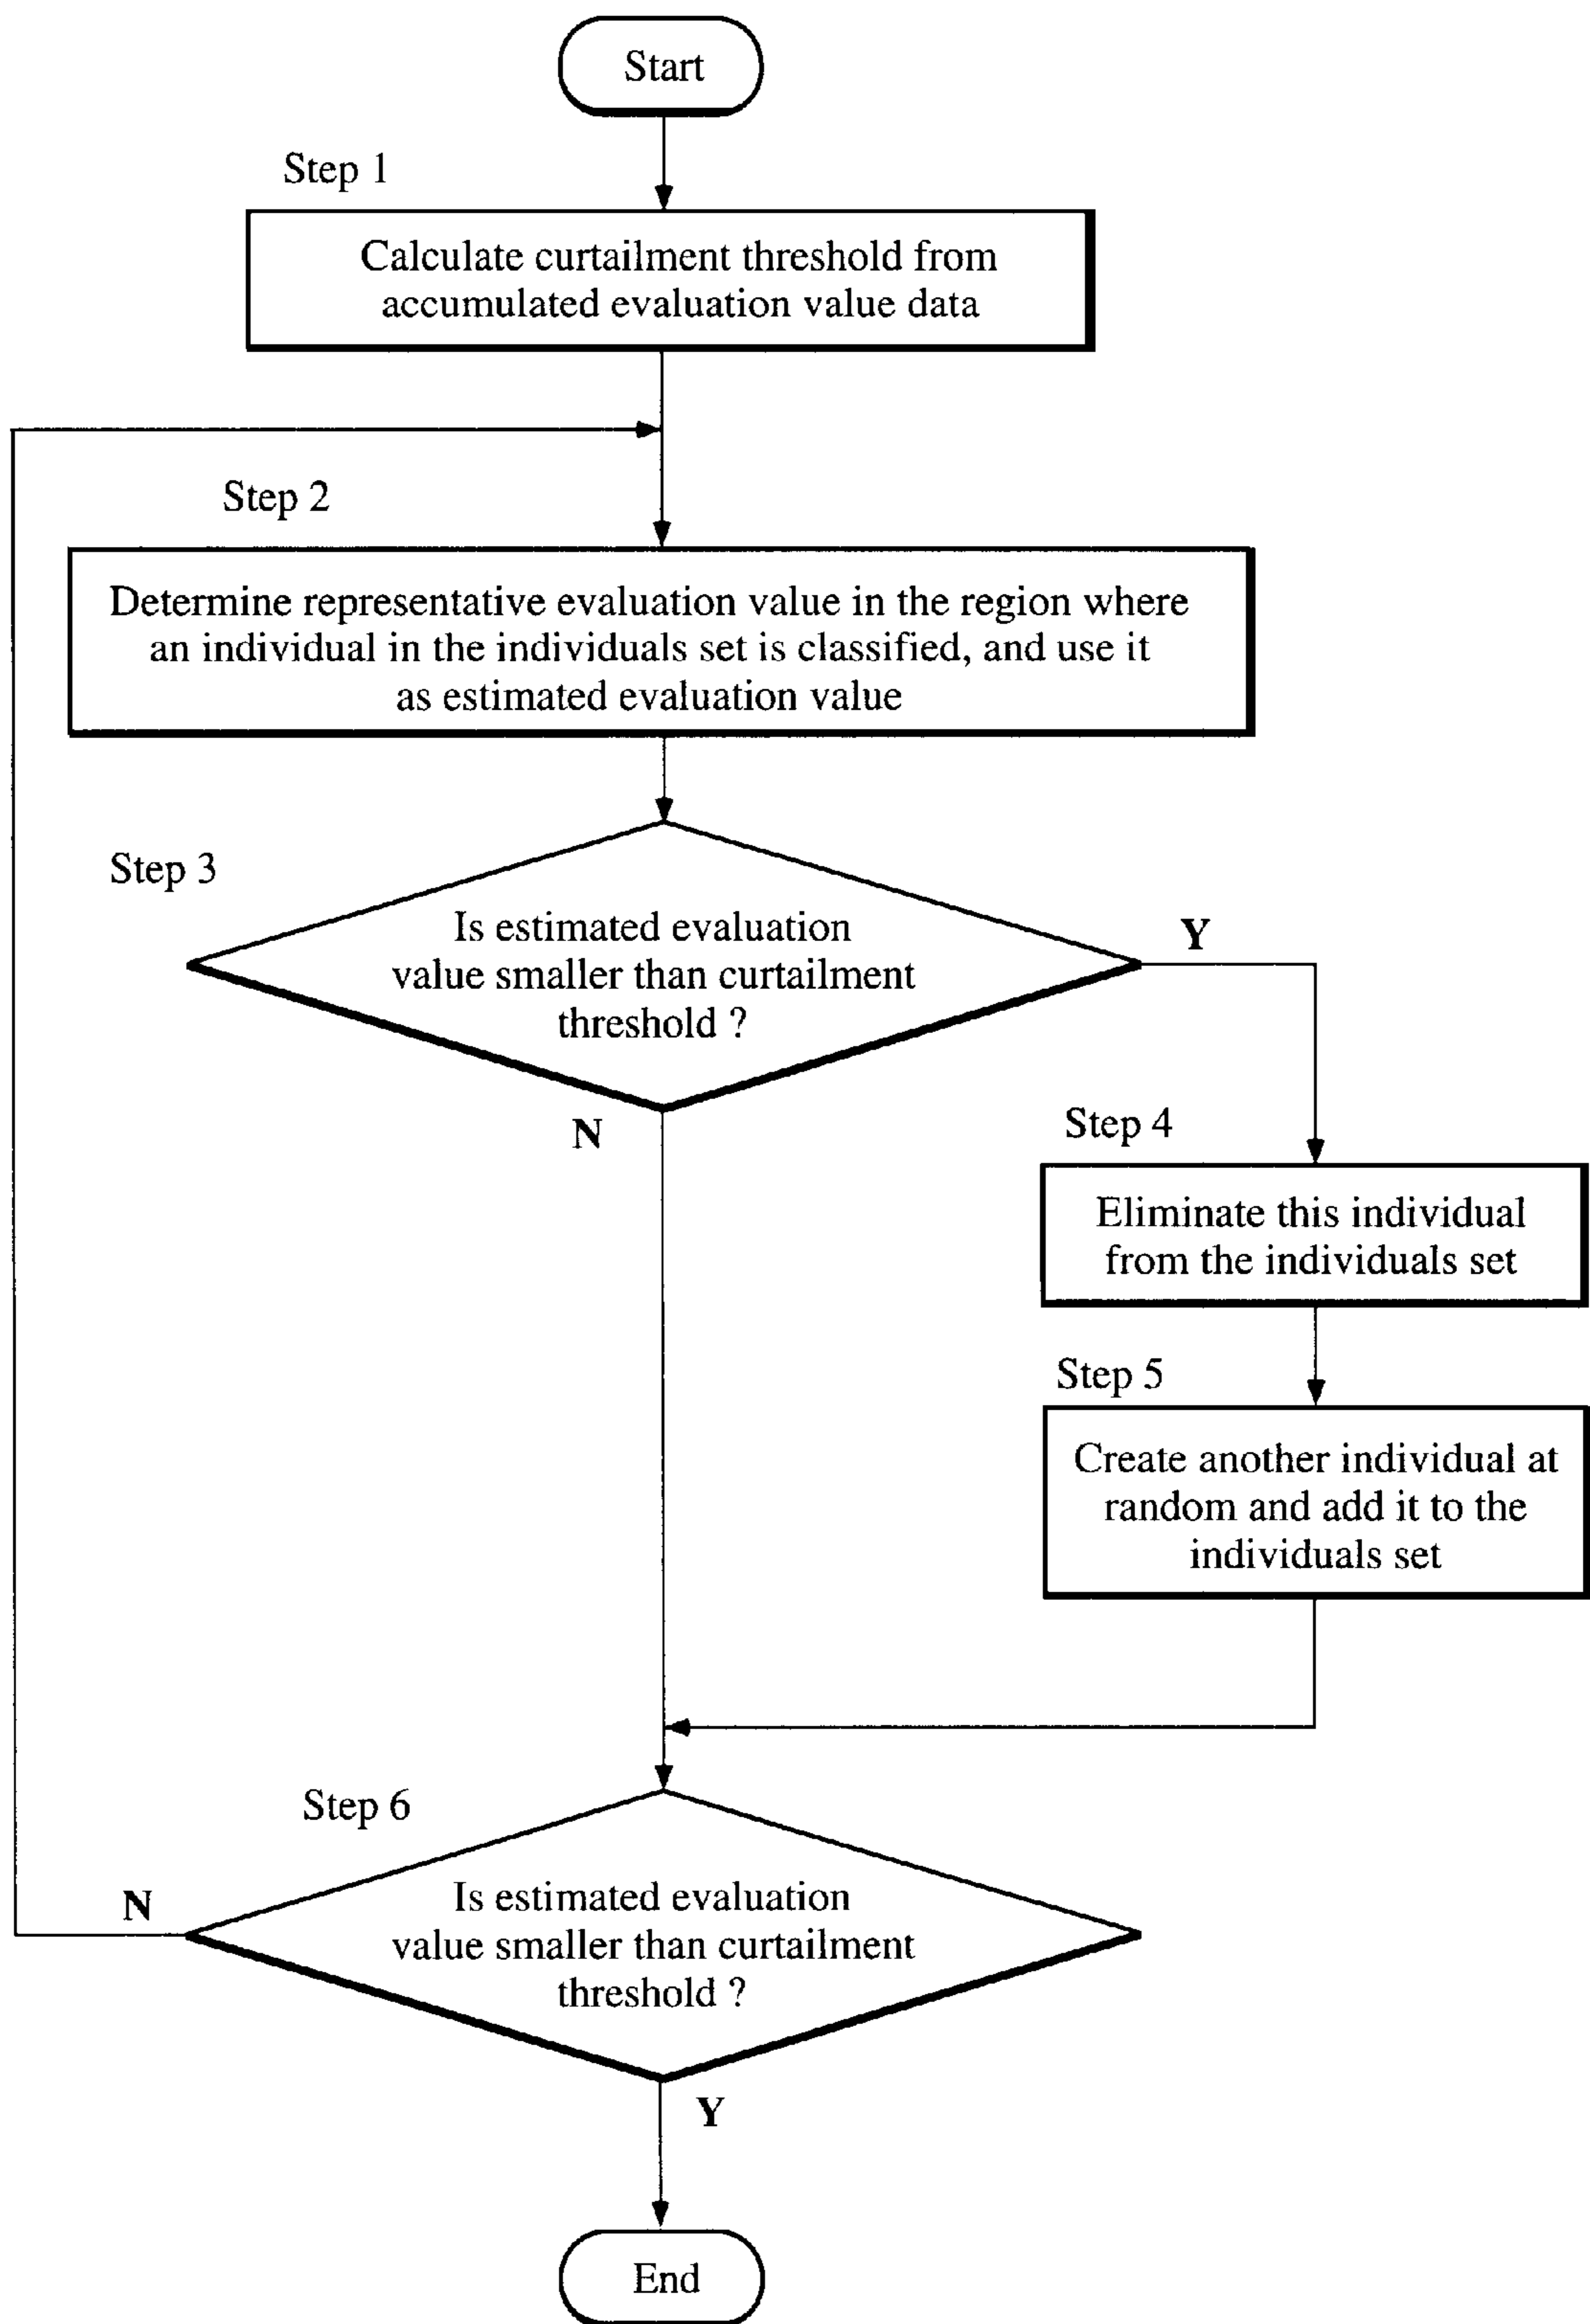 Start
Step 1
Calculate curtailment threshold from
accumulated evaluation value data
Step 2
Determine representative evaluation value in the region where
an individual in the individuals set is classified, and use it
as estimated evaluation value
Step 3
Is estimated evaluation
value smaller than curtailment
threshold ?
Y
N
Step 4
Eliminate this individual
from the individuals set
Step 5
Create another individual at
random and add it to the
individuals set
Step 6
Is estimated evaluation
value smaller than curtailment
threshold ?
N
Y
End